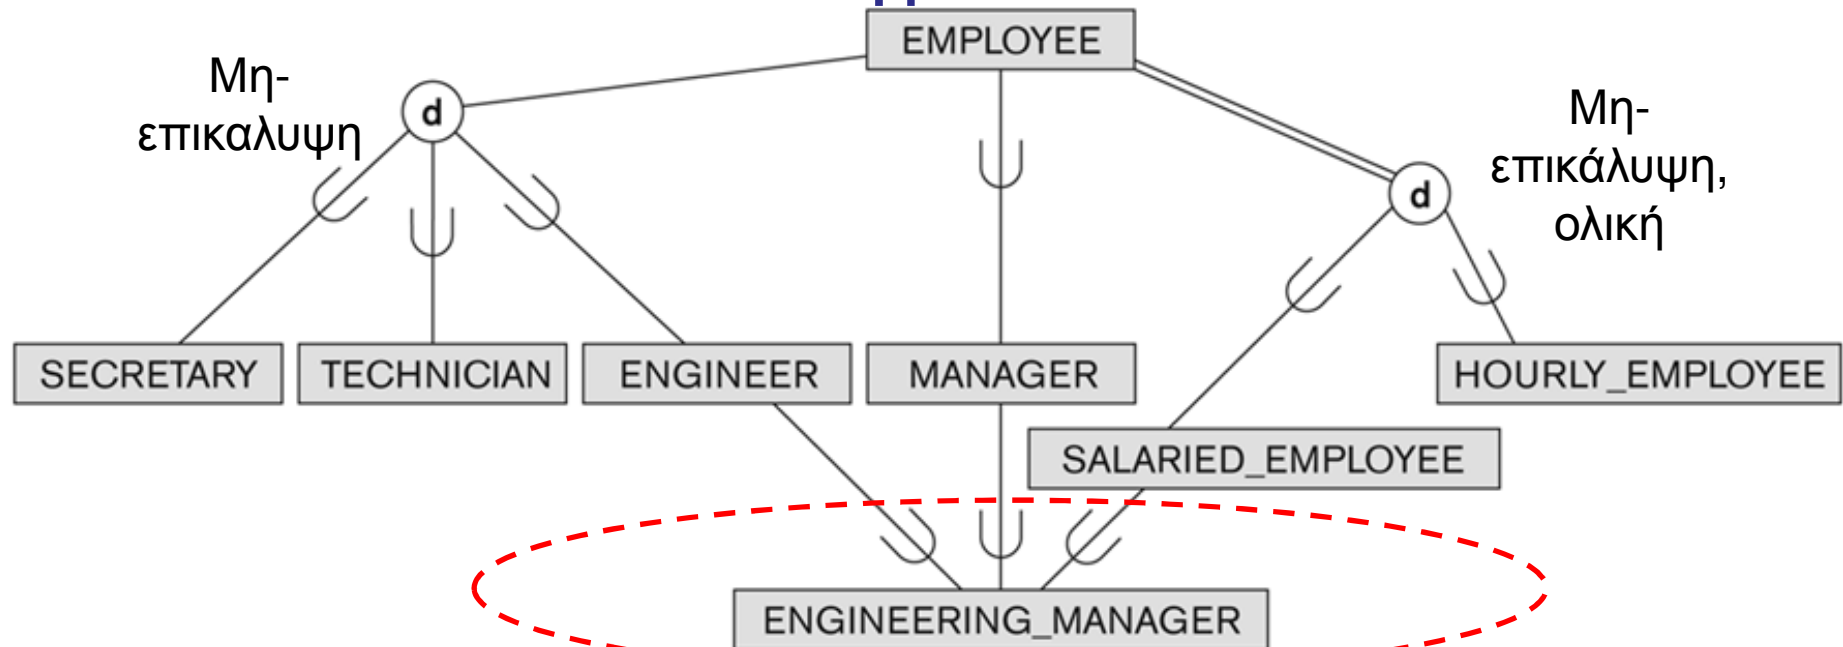 EMPLOYEE
Μη-
επικαλυψη
d
Μη-
επικάλυψη,
ολική
d
SECRETARY
TECHNICIAN
ENGINEER
MANAGER
HOURLY_EMPLOYEE
SALARIED_EMPLOYEE
ENGINEERING_MANAGER